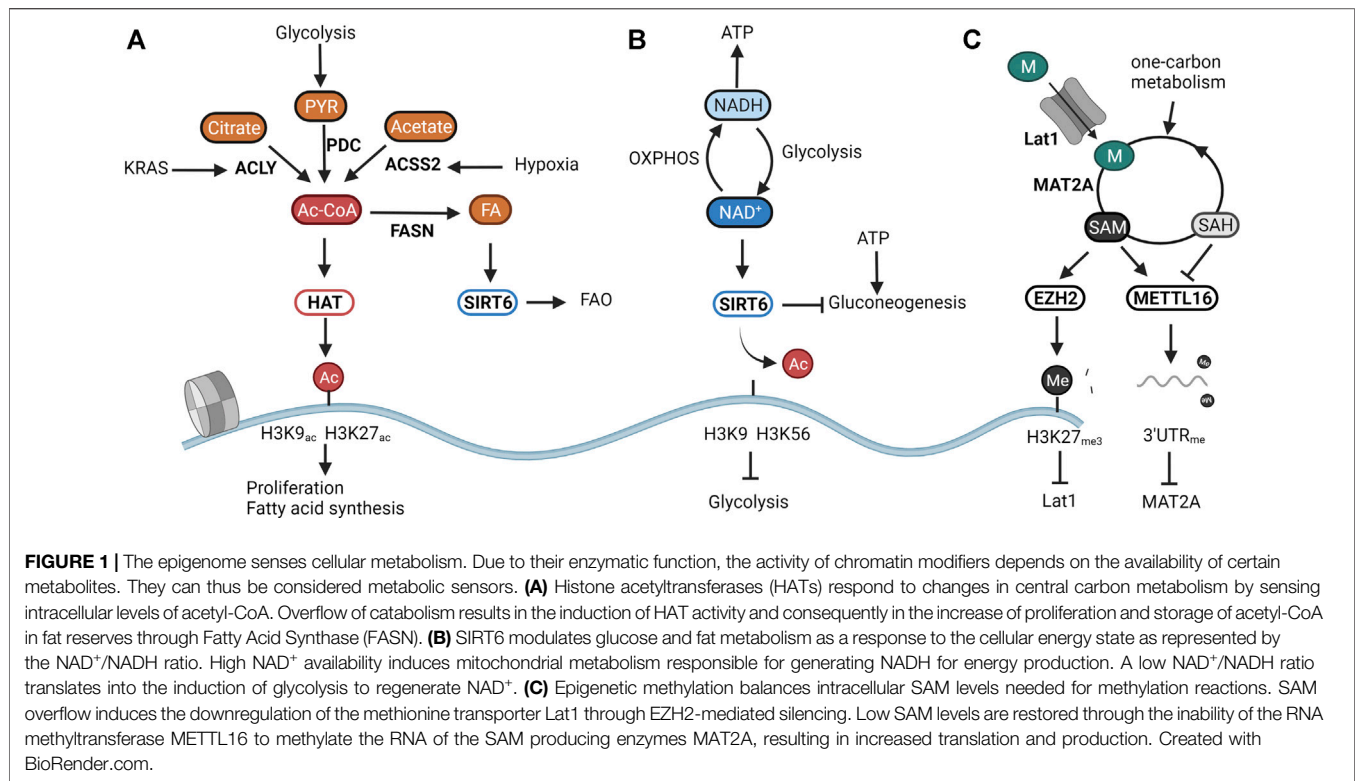 A
Glycolysis
PYR
Citrate
Acetate
PDC
KRAS
ACLY
ACSS2
Hypoxia
Ac-CoA
FA
FASN
HAT
SIRT6
FAO
Ac
H3K9ac H3K27ac
Proliferation
Fatty acid synthesis
B
ATP
NADH
OXPHOS
Glycolysis
NAD+
ATP
SIRT6
Gluconeogenesis
Ac
H3K9 H3K56
Glycolysis
C
M
one-carbon
metabolism
Lat1
M
MAT2A
SAM
SAH
EZH2
METTL16
Me
Me
Me
H3K27me3
3'UTRme
Lat1
MAT2A
FIGURE 1 | The epigenome senses cellular metabolism. Due to their enzymatic function, the activity of chromatin modifiers depends on the availability of certain
metabolites. They can thus be considered metabolic sensors. (A) Histone acetyltransferases (HATs) respond to changes in central carbon metabolism by sensing
intracellular levels of acetyl-CoA. Overflow of catabolism results in the induction of HAT activity and consequently in the increase of proliferation and storage of acetyl-CoA
in fat reserves through Fatty Acid Synthase (FASN). (B) SIRT6 modulates glucose and fat metabolism as a response to the cellular energy state as represented by
the NAD+/NADH ratio. High NAD+ availability induces mitochondrial metabolism responsible for generating NADH for energy production. A low NAD+/NADH ratio
translates into the induction of glycolysis to regenerate NAD+. (C) Epigenetic methylation balances intracellular SAM levels needed for methylation reactions. SAM
overflow induces the downregulation of the methionine transporter Lat1 through EZH2-mediated silencing. Low SAM levels are restored through the inability of the RNA
methyltransferase METTL16 to methylate the RNA of the SAM producing enzymes MAT2A, resulting in increased translation and production. Created with
BioRender.com.